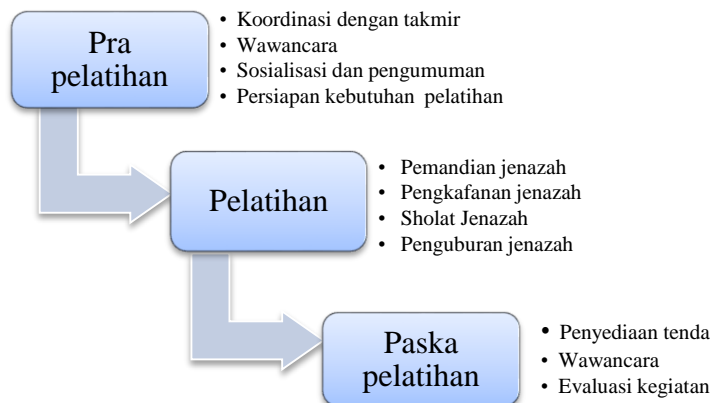 Pra
pelatihan
• Koordinasi dengan takmir
• Wawancara
• Sosialisasi dan pengumuman
• Persiapan kebutuhan pelatihan
Pelatihan
• Pemandian jenazah
• Pengkafanan jenazah
• Sholat Jenazah
• Penguburan jenazah
Paska
pelatihan
• Penyediaan tenda
• Wawancara
• Evaluasi kegiatan